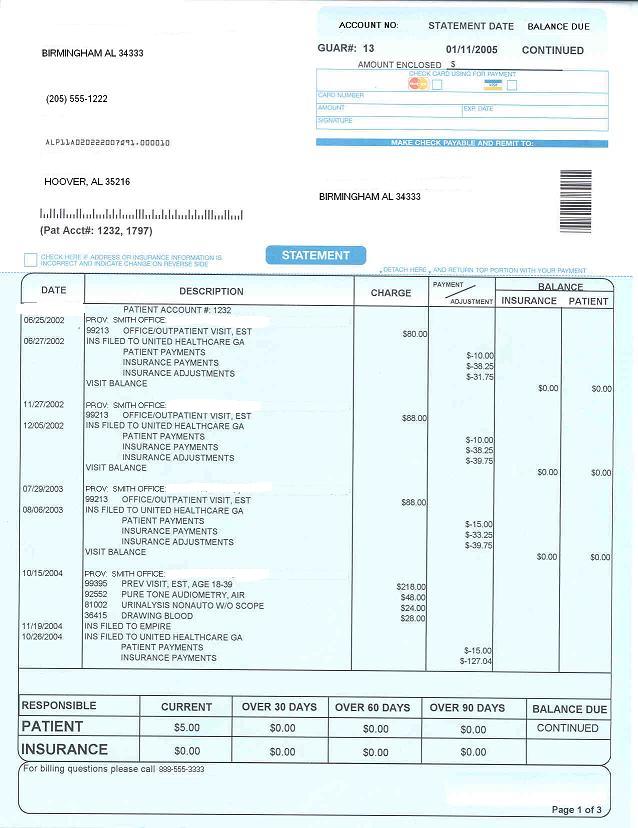 ACCOUNT NO: STATEMENT DATE BALANCE DUE
GUAR#: 13 01/11/2005 CONTINUED
AMOUNT ENCLOSED $
CHECK CARD USING FOR PAYMENT
MasterCard VISA
CARD NUMBER
AMOUNT EXP. DATE
SIGNATURE
MAKE CHECK PAYABLE AND REMIT TO:
BIRMINGHAM AL 34333
(205) 555-1222
ALP11A02D222007691.000010
HOOVER, AL 35216
BIRMINGHAM AL 34333
(Pat Acct#: 1232, 1797)
CHECK HERE IF ADDRESS OR INSURANCE INFORMATION IS
INCORRECT AND INDICATE CHANGE ON REVERSE SIDE
STATEMENT
DETACH HERE, AND RETURN TOP PORTION WITH YOUR PAYMENT
DATE DESCRIPTION CHARGE PAYMENT / ADJUSTMENT BALANCE
INSURANCE PATIENT
PATIENT ACCOUNT #: 1232
06/25/2002 PROV: SMITH OFFICE:
99213 OFFICE/OUTPATIENT VISIT, EST $80.00
06/27/2002 INS FILED TO UNITED HEALTHCARE GA
PATIENT PAYMENTS $-10.00
INSURANCE PAYMENTS $-38.25
INSURANCE ADJUSTMENTS $-31.75
VISIT BALANCE $0.00 $0.00
11/27/2002 PROV: SMITH OFFICE:
99213 OFFICE/OUTPATIENT VISIT, EST $88.00
12/05/2002 INS FILED TO UNITED HEALTHCARE GA
PATIENT PAYMENTS $-10.00
INSURANCE PAYMENTS $-38.25
INSURANCE ADJUSTMENTS $-39.75
VISIT BALANCE $0.00 $0.00
07/29/2003 PROV: SMITH OFFICE:
99213 OFFICE/OUTPATIENT VISIT, EST $88.00
08/06/2003 INS FILED TO UNITED HEALTHCARE GA
PATIENT PAYMENTS $-15.00
INSURANCE PAYMENTS $-33.25
INSURANCE ADJUSTMENTS $-39.75
VISIT BALANCE $0.00 $0.00
10/15/2004 PROV: SMITH OFFICE:
99395 PREV VISIT, EST, AGE 18-39 $218.00
92552 PURE TONE AUDIOMETRY, AIR $48.00
81002 URINALYSIS NONAUTO W/O SCOPE $24.00
36415 DRAWING BLOOD $28.00
11/19/2004 INS FILED TO EMPIRE
10/26/2004 INS FILED TO UNITED HEALTHCARE GA
PATIENT PAYMENTS $-15.00
INSURANCE PAYMENTS $-127.04
RESPONSIBLE CURRENT OVER 30 DAYS OVER 60 DAYS OVER 90 DAYS BALANCE DUE
PATIENT $5.00 $0.00 $0.00 $0.00 CONTINUED
INSURANCE $0.00 $0.00 $0.00 $0.00
For billing questions please call 888-555-3333
Page 1 of 3